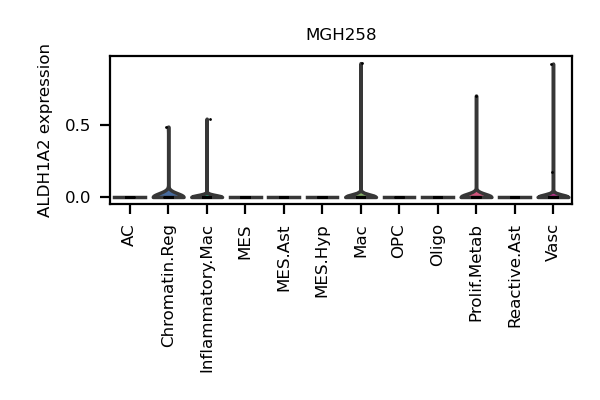 MGH258
ALDH1A2 expression
0.5
0.0
AC
Chromatin.Reg
Inflammatory.Mac
MES
MES.Ast
MES.Hyp
Mac
OPC
Oligo
Prolif.Metab
Reactive.Ast
Vasc